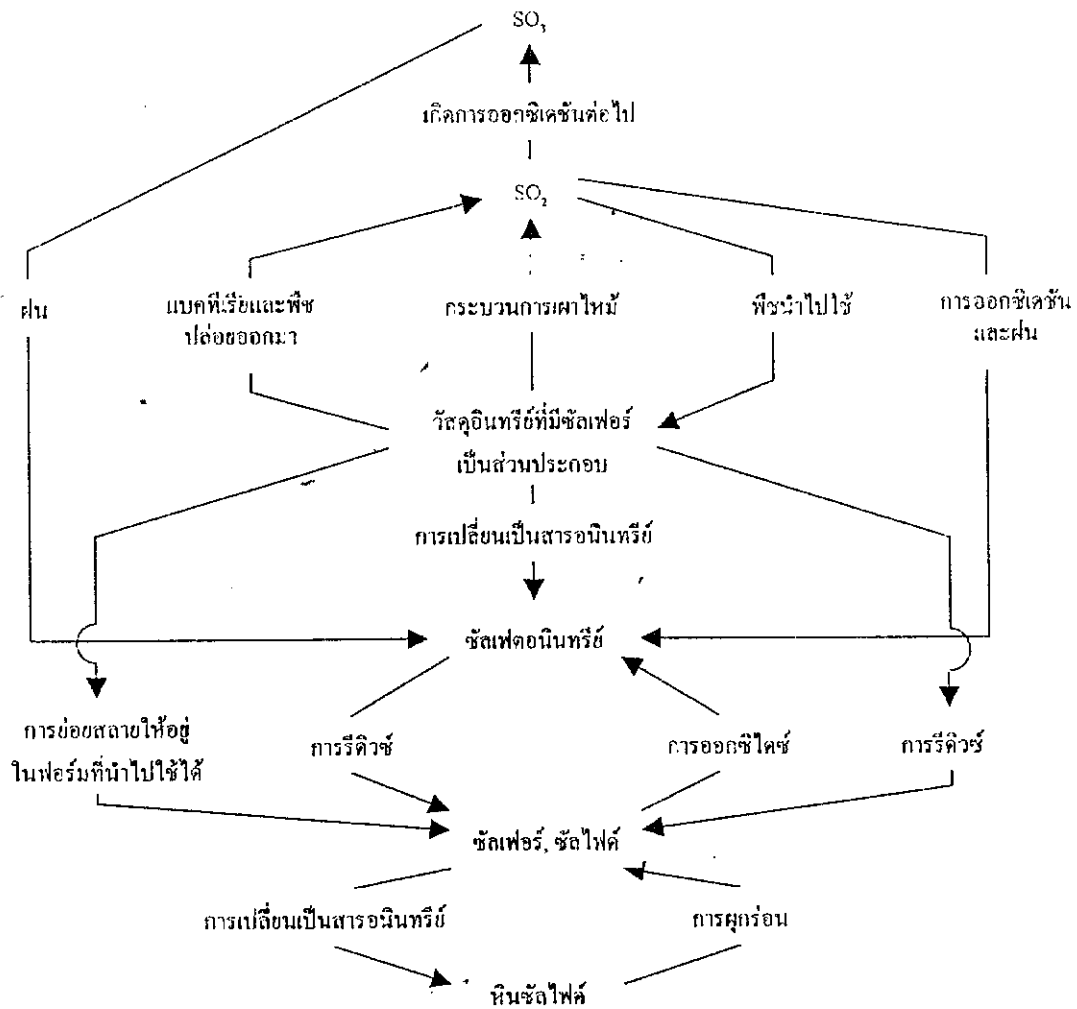 SO₃
เกิดการออกซิเดชันต่อไป
SO₂
ฝน
แบคทีเรียและพืช
ปล่อยออกมา
กระบวนการเผาไหม้
พืชนำไปใช้
การออกซิเดชัน
และฝน
วัสดุอินทรีย์ที่มีซัลเฟอร์
เป็นส่วนประกอบ
การเปลี่ยนเป็นสารอนินทรีย์
ซัลเฟตอนินทรีย์
การย่อยสลายให้อยู่
ในฟอร์มที่นำไปใช้ได้
การรีดิวซ์
การออกซิไดซ์
การรีดิวซ์
ซัลเฟอร์, ซัลไฟด์
การเปลี่ยนเป็นสารอนินทรีย์
การผุกร่อน
หินซัลไฟด์